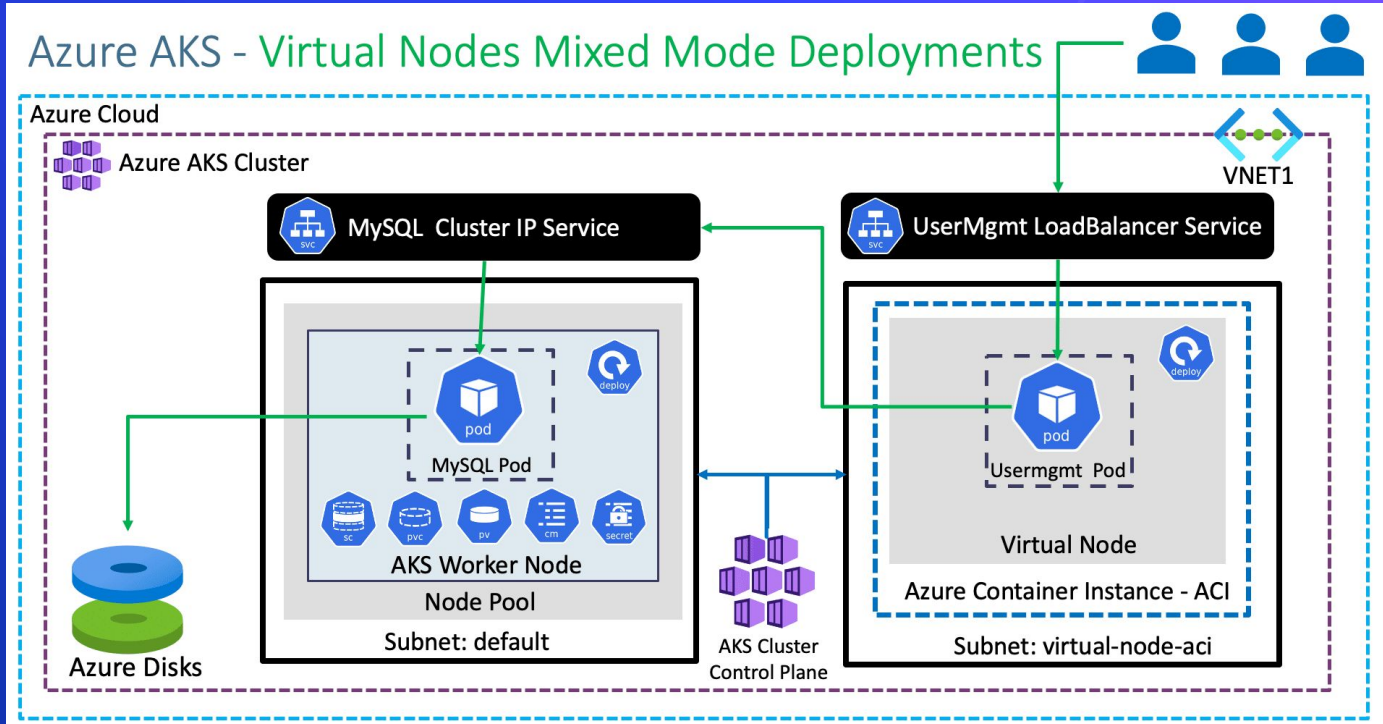 Azure AKS - Virtual Nodes Mixed Mode Deployments
Azure Cloud
Azure AKS Cluster
VNET1
svc
MySQL Cluster IP Service
svc
UserMgmt LoadBalancer Service
deploy
pod
MySQL Pod
sc
pvc
pv
cm
secret
AKS Worker Node
Node Pool
Subnet: default
Azure Disks
AKS Cluster
Control Plane
deploy
pod
Usermgmt Pod
Virtual Node
Azure Container Instance - ACI
Subnet: virtual-node-aci